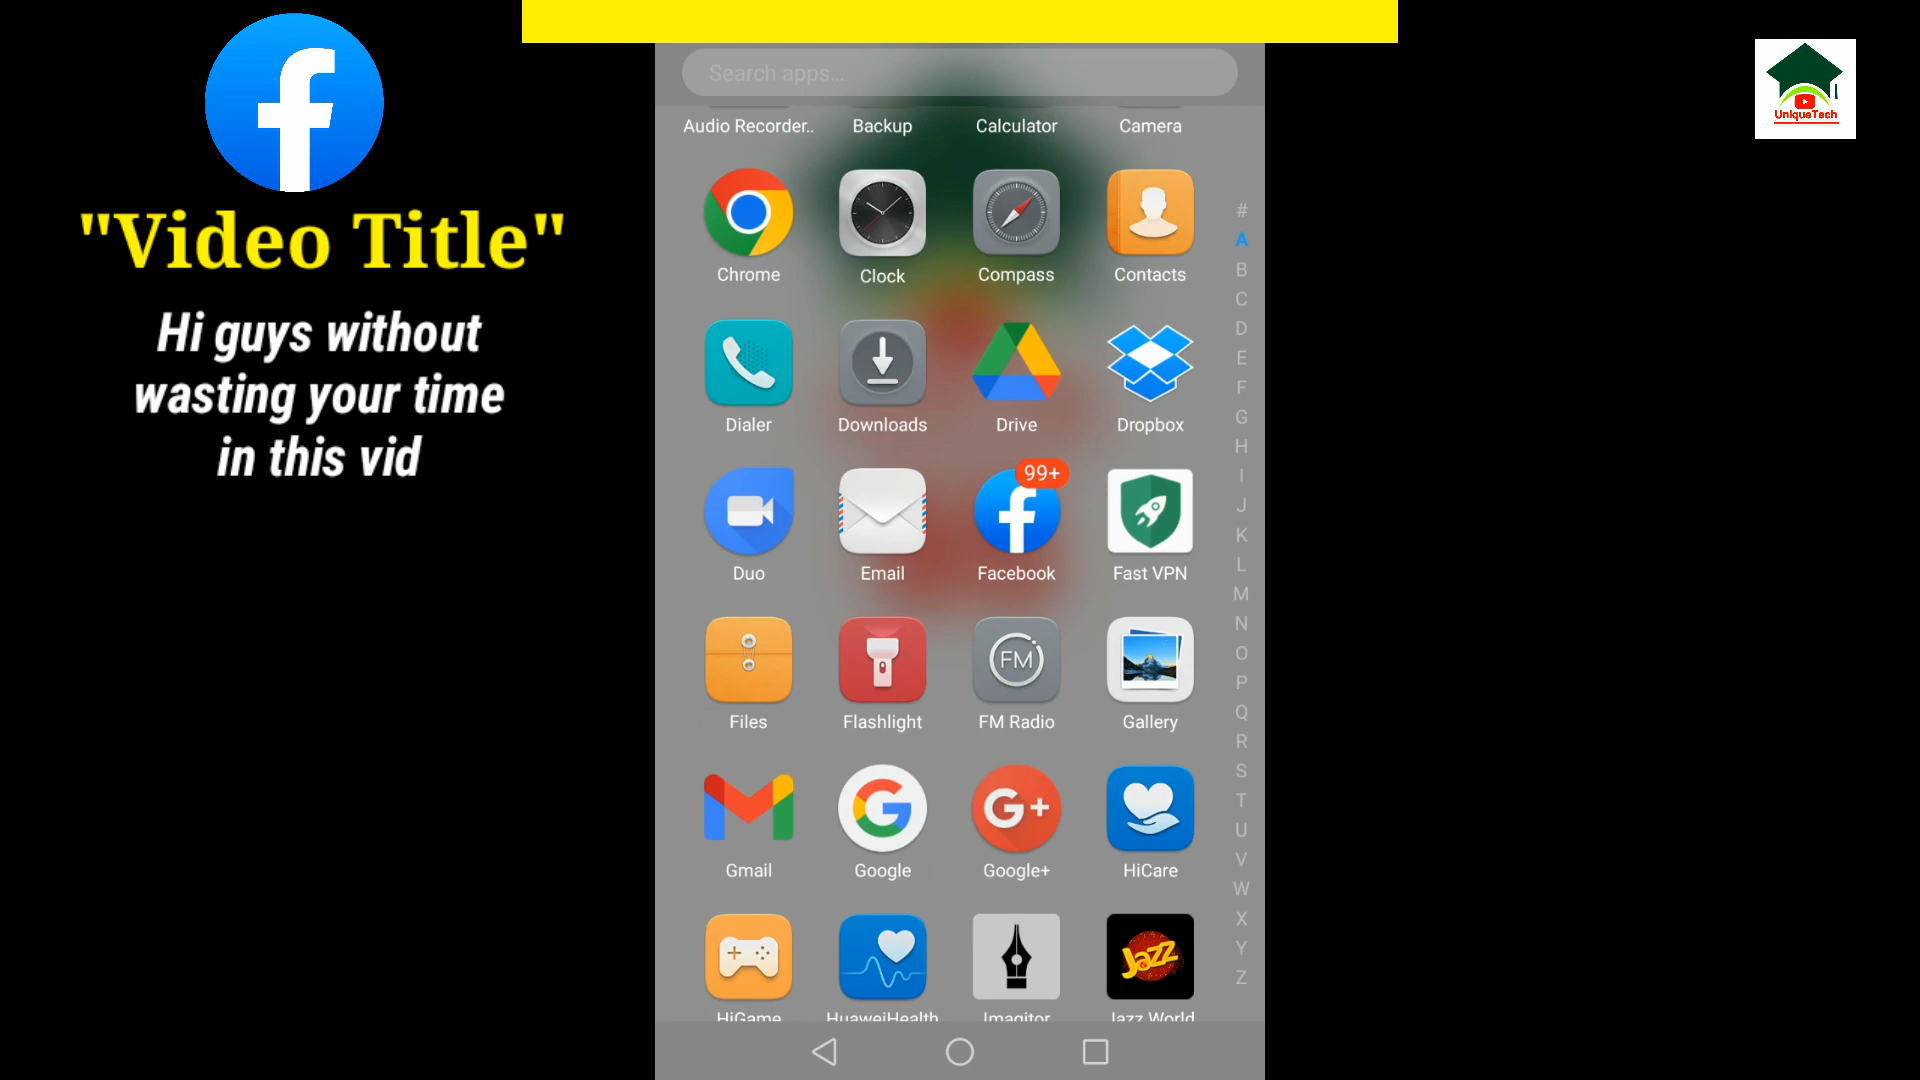 "Video Title"
Hi guys without
wasting your time
in this vid
UniqueTech
Search apps...
Audio Recorder.. Backup Calculator Camera
Chrome Clock Compass Contacts
Dialer Downloads Drive Dropbox
99+
Duo Email Facebook Fast VPN
FM
Files Flashlight FM Radio Gallery
G G+
Gmail Google Google+ HiCare
Jazz
HiGame HuaweiHealth Imagitor Jazz World
#
A
B
C
D
E
F
G
H
I
J
K
L
M
N
O
P
Q
R
S
T
U
V
W
X
Y
Z